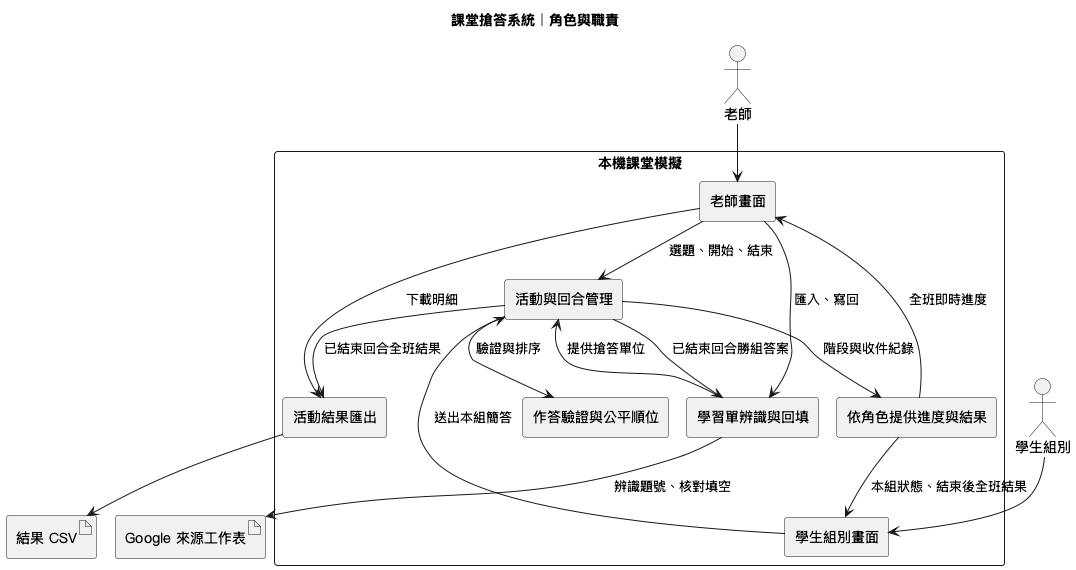 課堂搶答系統｜角色與職責
老師
本機課堂模擬
老師畫面
選題、開始、結束
活動與回合管理
下載明細
匯入、寫回
全班即時進度
已結束回合全班結果
驗證與排序
提供搶答單位
已結束回合勝組答案
階段與收件紀錄
活動結果匯出
送出本組簡答
作答驗證與公平順位
學習單辨識與回填
依角色提供進度與結果
學生組別
辨識題號、核對填空
本組狀態、結束後全班結果
結果 CSV
Google 來源工作表
學生組別畫面